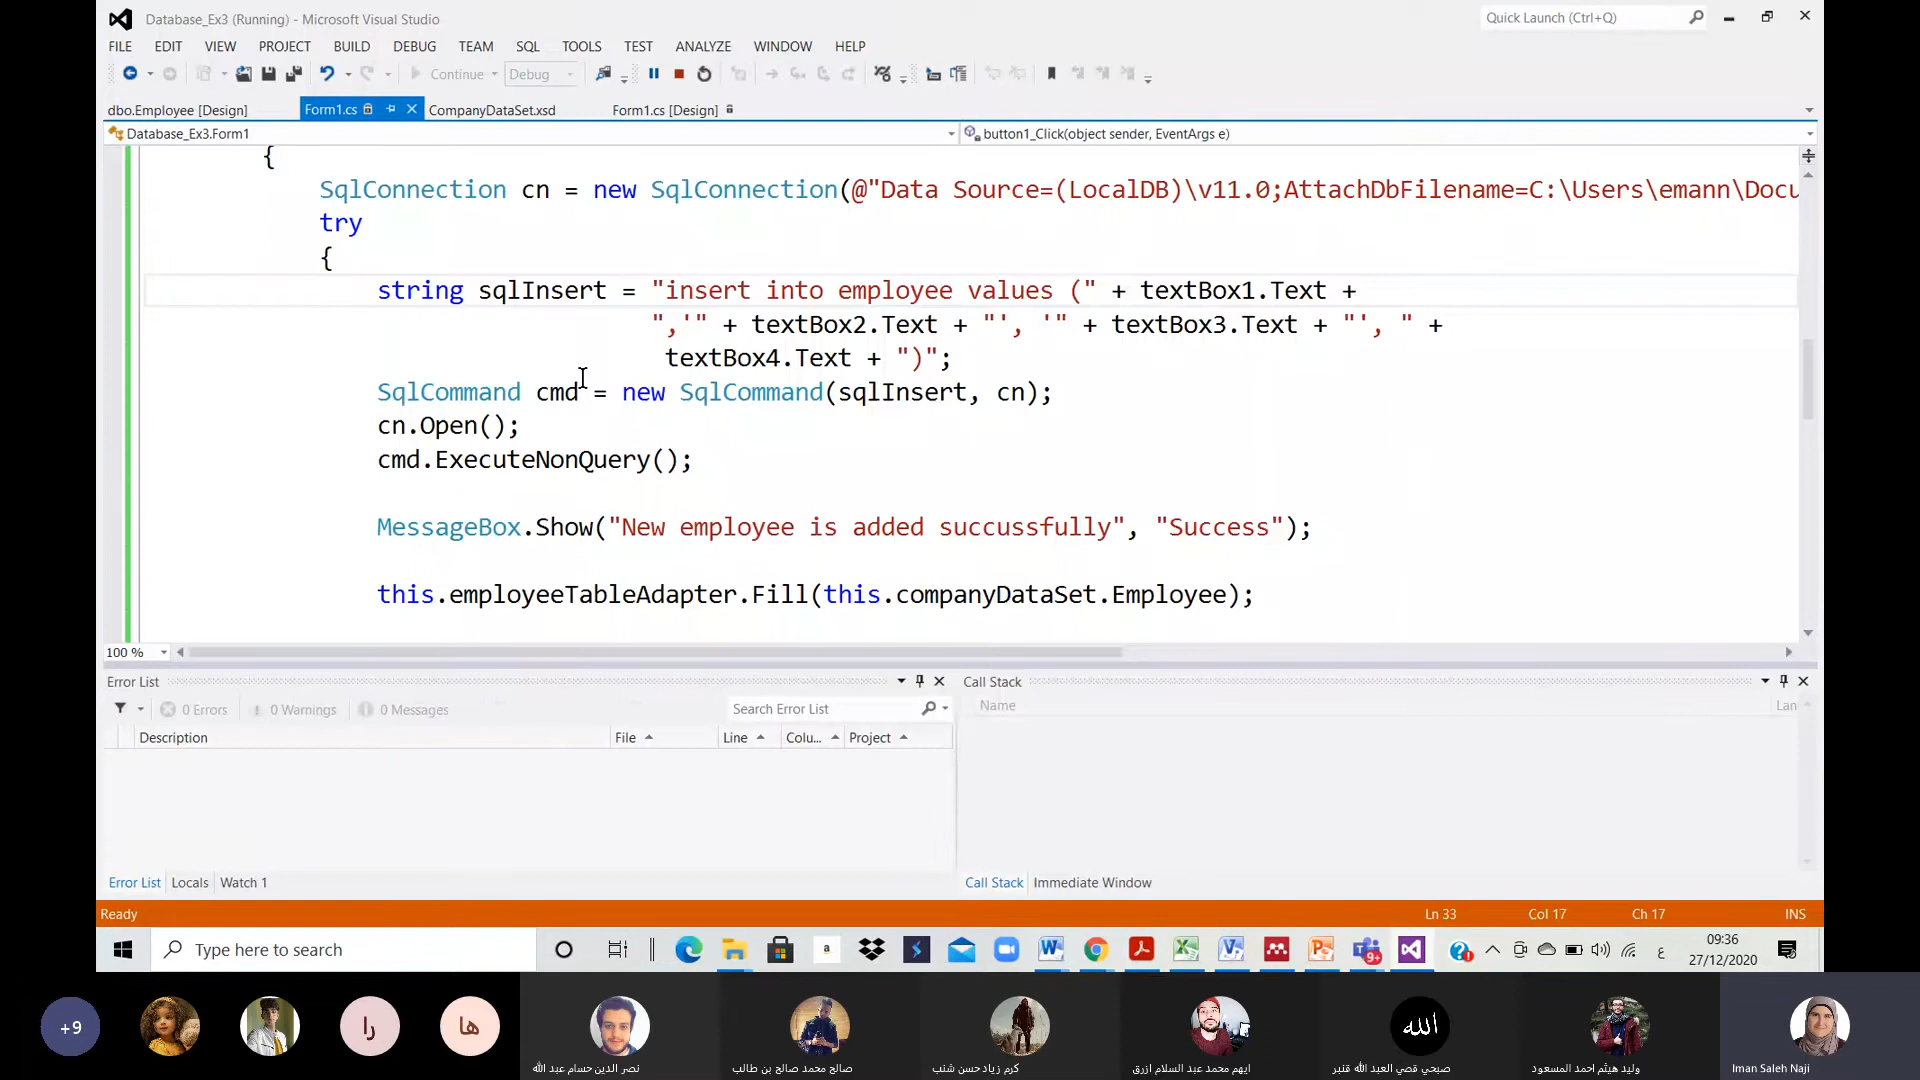 Database_Ex3 (Running) - Microsoft Visual Studio
Quick Launch (Ctrl+Q)
FILE EDIT VIEW PROJECT BUILD DEBUG TEAM SQL TOOLS TEST ANALYZE WINDOW HELP
Continue Debug
dbo.Employee [Design] Form1.cs CompanyDataSet.xsd Form1.cs [Design]
Database_Ex3.Form1 button1_Click(object sender, EventArgs e)
{
SqlConnection cn = new SqlConnection(@"Data Source=(LocalDB)\v11.0;AttachDbFilename=C:\Users\emann\Docu
try
{
string sqlInsert = "insert into employee values (" + textBox1.Text +
",'" + textBox2.Text + "', '" + textBox3.Text + "', " +
textBox4.Text + ")";
SqlCommand cmd = new SqlCommand(sqlInsert, cn);
cn.Open();
cmd.ExecuteNonQuery();
MessageBox.Show("New employee is added succussfully", "Success");
this.employeeTableAdapter.Fill(this.companyDataSet.Employee);
100 %
Error List Call Stack
0 Errors 0 Warnings 0 Messages Search Error List
Name Lan
Description File Line Colu... Project
Error List Locals Watch 1
Call Stack Immediate Window
Ready Ln 33 Col 17 Ch 17 INS
Type here to search
a
9+
ع
09:36
27/12/2020
+9
را
ها
الله
نصر الدين حسام عبد الله
صالح محمد صالح بن طالب
كرم زياد حسن شنب
ايهم محمد عبد السلام ازرق
صبحي قصي العبد الله قنبر
وليد هيثم احمد المسعود
Iman Saleh Naji